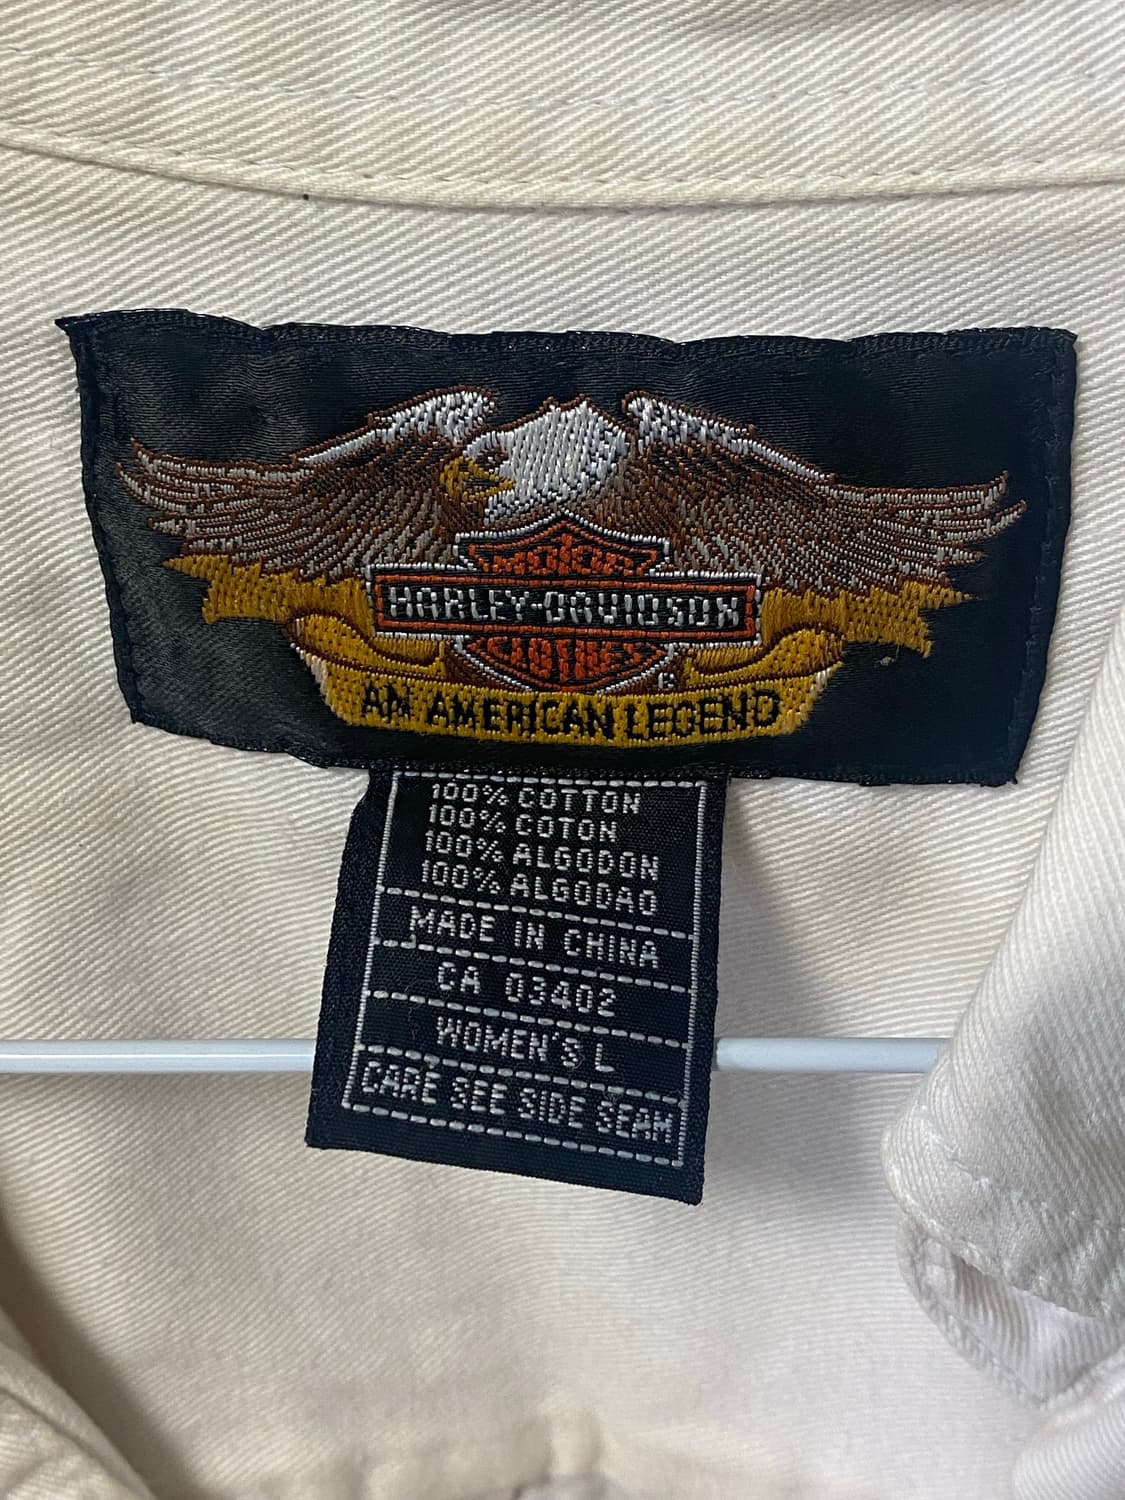 MOTOR
HARLEY-DAVIDSON
CLOTHES
®
AN AMERICAN LEGEND
100% COTTON
100% COTON
100% ALGODON
100% ALGODAO
MADE IN CHINA
CA 03402
WOMEN'S L
CARE SEE SIDE SEAM